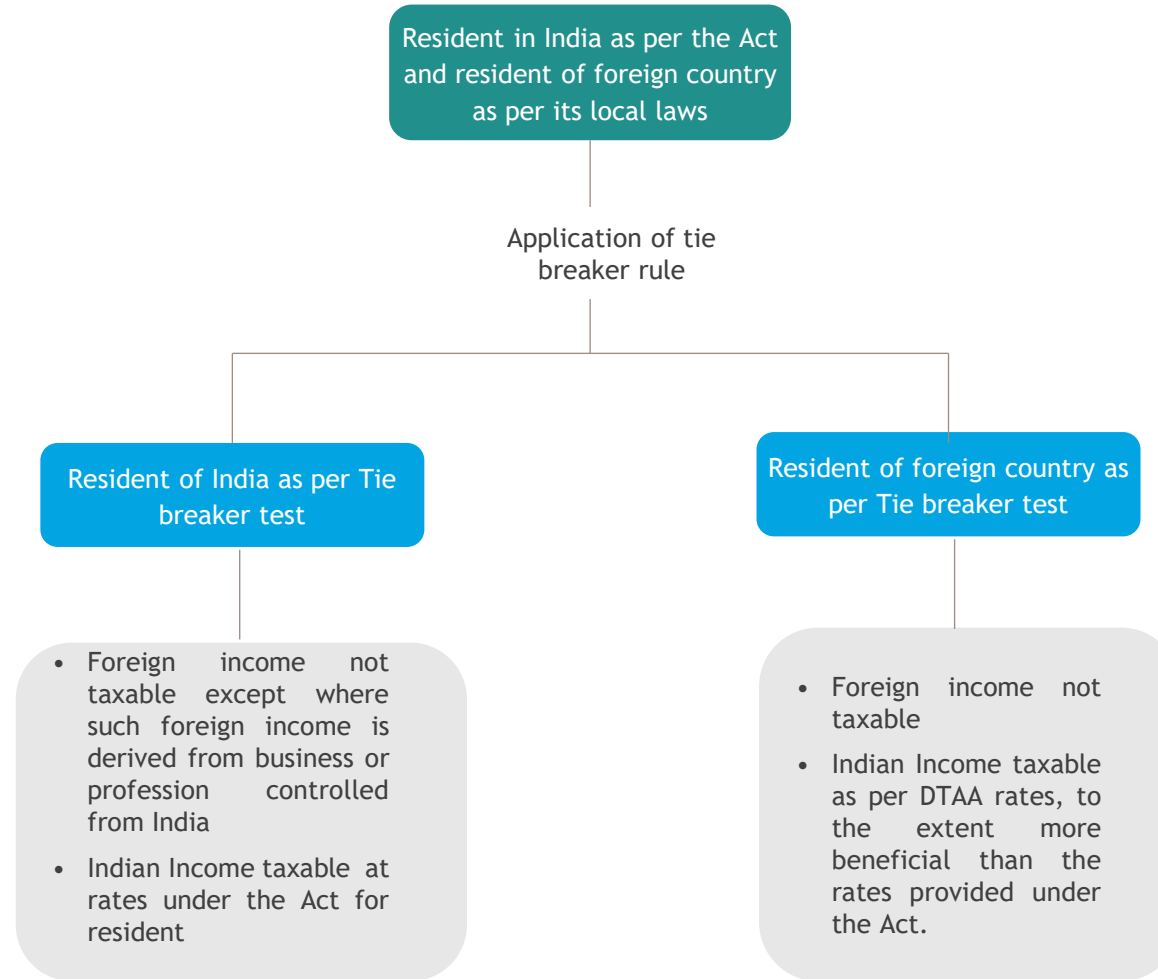 Resident in India as per the Act
and resident of foreign country
as per its local laws
Application of tie
breaker rule
Resident of India as per Tie
breaker test
• Foreign income not
taxable except where
such foreign income is
derived from business or
profession controlled
from India
• Indian Income taxable at
rates under the Act for
resident
Resident of foreign country as
per Tie breaker test
• Foreign income not
taxable
• Indian Income taxable
as per DTAA rates, to
the extent more
beneficial than the
rates provided under
the Act.